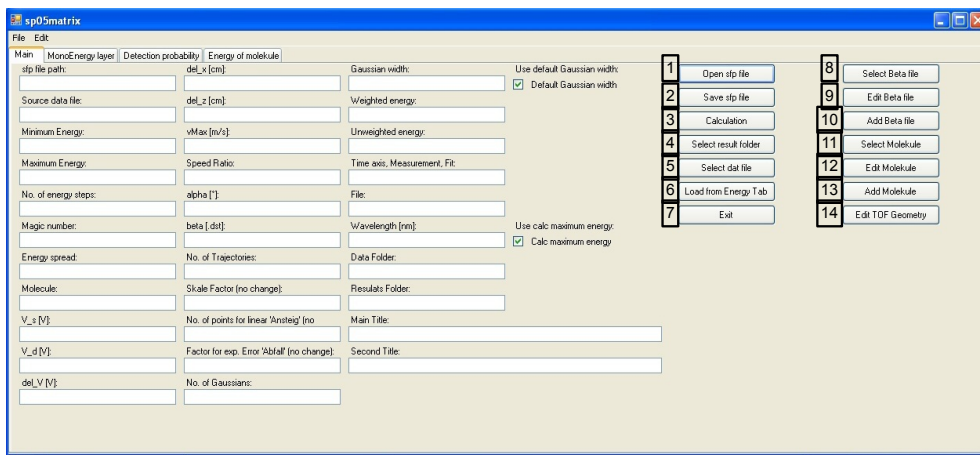 sp05matrix
File Edit
Main MonoEnergy layer Detection probability Energy of molekule
sfp file path:
Source data file:
Minimum Energy:
Maximum Energy:
No. of energy steps:
Magic number:
Energy spread:
Molecule:
V_s [V]:
V_d [V]:
del_V [V]:
del_x [cm]:
del_z [cm]:
vMax [m/s]:
Speed Ratio:
alpha [°]:
beta [.dst]:
No. of Trajectories:
Skale Factor (no change):
No. of points for linear 'Ansteig' (no
Factor for exp. Error 'Abfall' (no change):
No. of Gaussians:
Gaussian width:
Weighted energy:
Unweighted energy:
Time axis, Measurement, Fit:
File:
Wavelength [nm]:
Data Folder:
Resulats Folder:
Main Title:
Second Title:
Use default Gaussian width:
Default Gaussian width
Use calc maximum energy:
Calc maximum energy
1 Open sfp file
2 Save sfp file
3 Calculation
4 Select result folder
5 Select dat file
6 Load from Energy Tab
7 Exit
8 Select Beta file
9 Edit Beta file
10 Add Beta file
11 Select Molekule
12 Edit Molekule
13 Add Molekule
14 Edit TOF Geometry